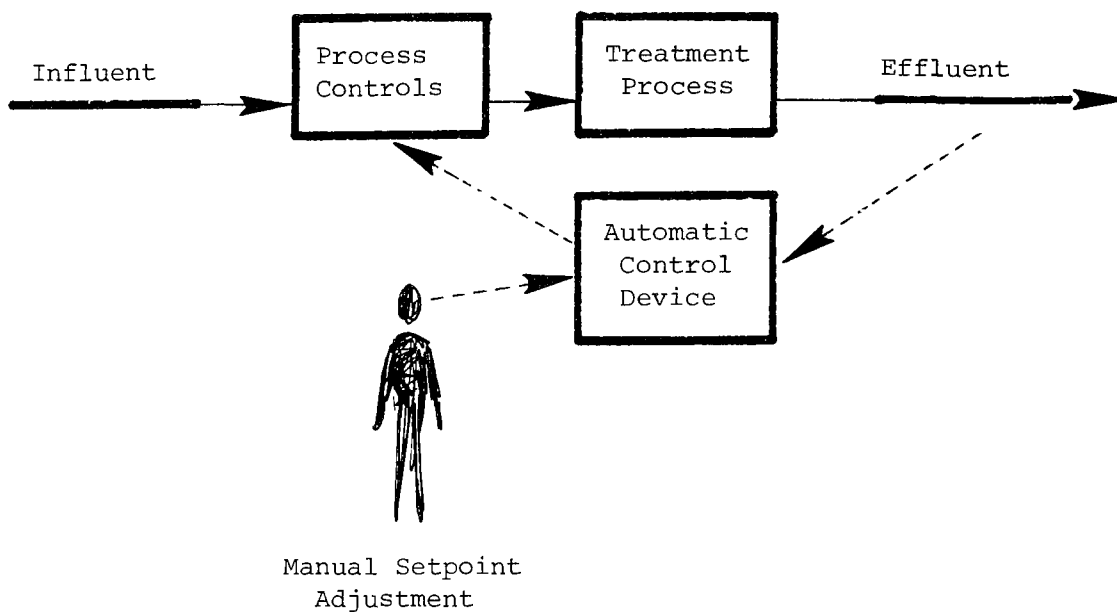 Influent
Process
Controls
Treatment
Process
Effluent
Automatic
Control
Device
Manual Setpoint
Adjustment